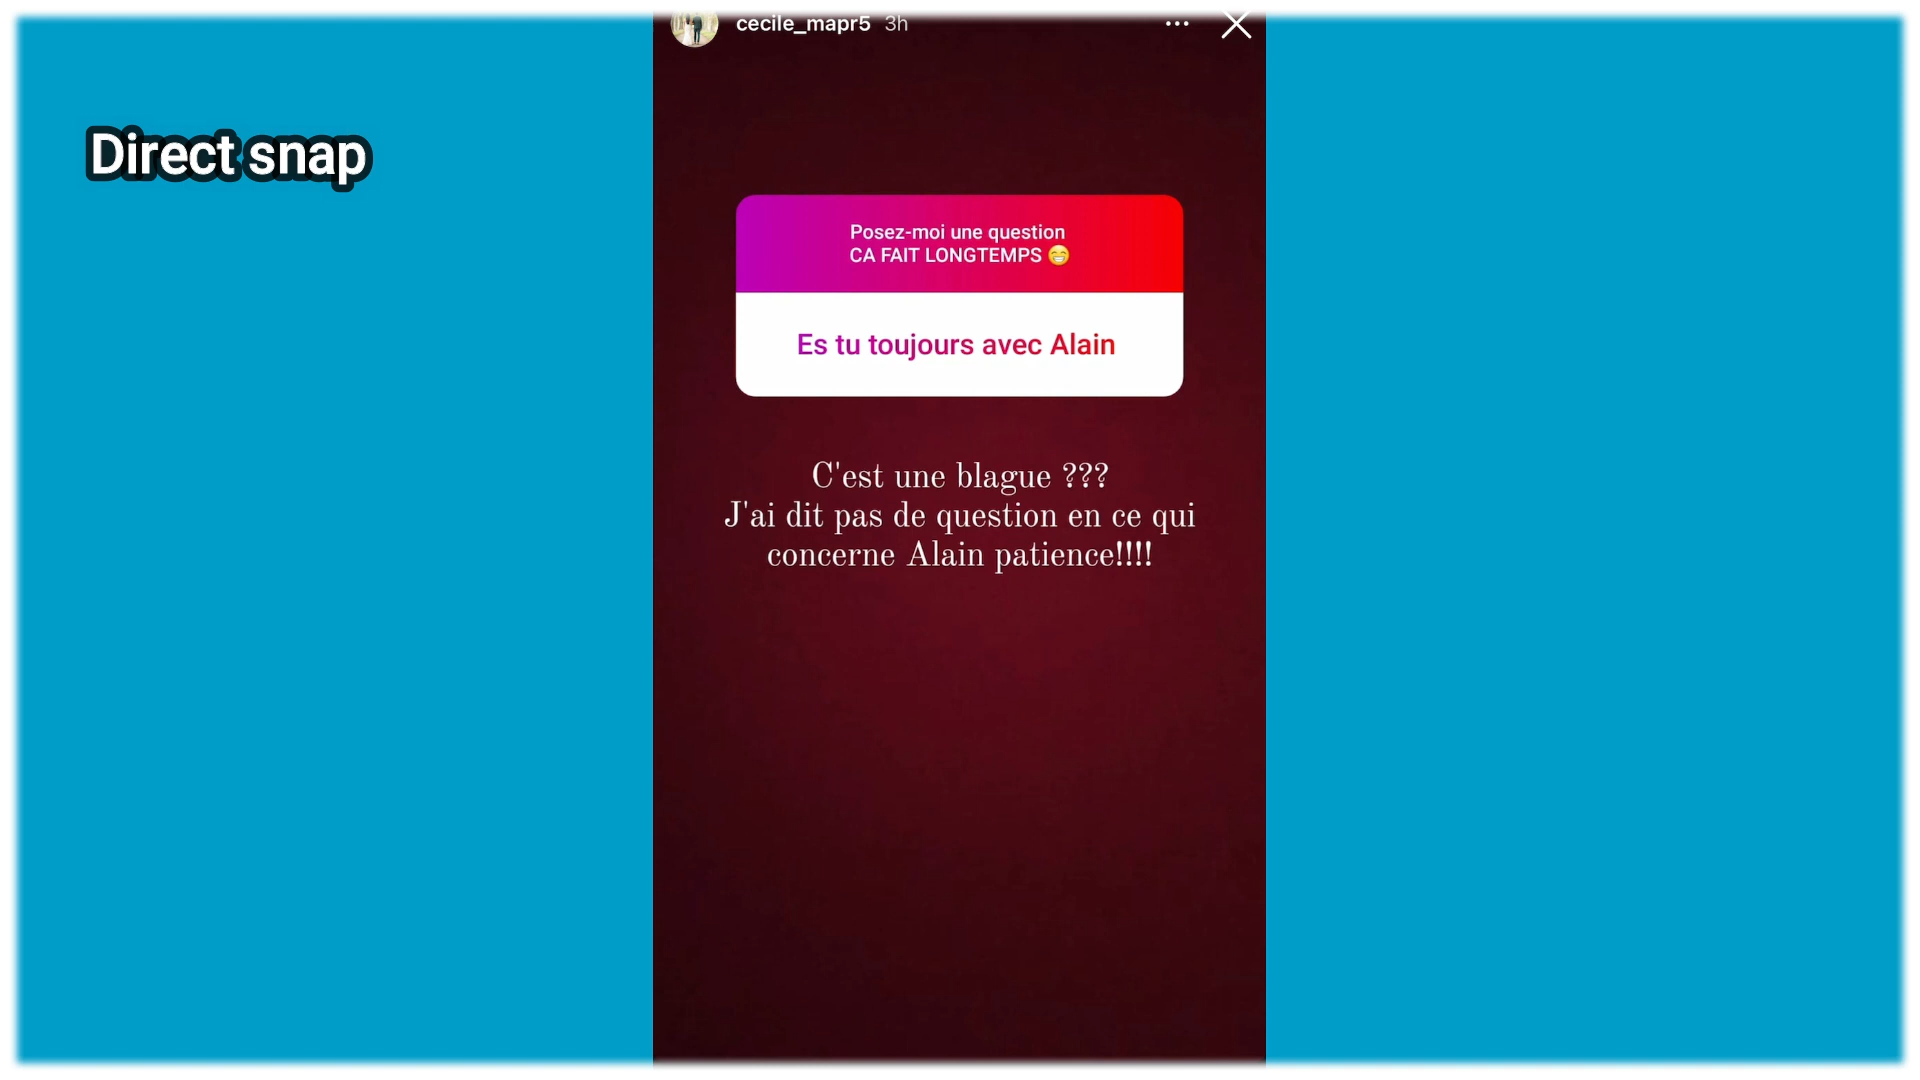 cecile_mapr5 3h
Direct snap
Posez-moi une question
CA FAIT LONGTEMPS 😁
Es tu toujours avec Alain
C'est une blague ???
J'ai dit pas de question en ce qui
concerne Alain patience!!!!